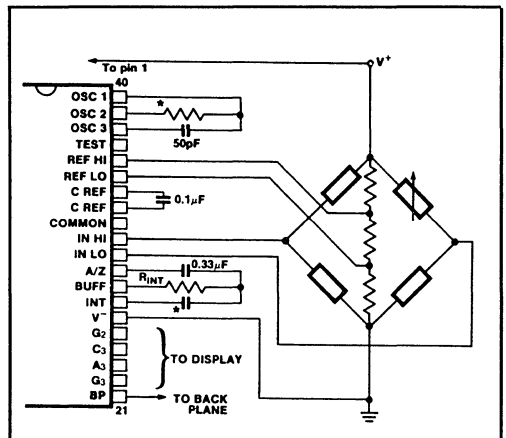 V+
To pin 1
40
OSC 1
OSC 2
*
OSC 3
50pF
TEST
REF HI
REF LO
C REF
0.1μF
C REF
COMMON
IN HI
IN LO
A/Z
0.33μF
BUFF
RINT
INT
*
V−
G2
C3
TO DISPLAY
A3
G3
BP
TO BACK
PLANE
21